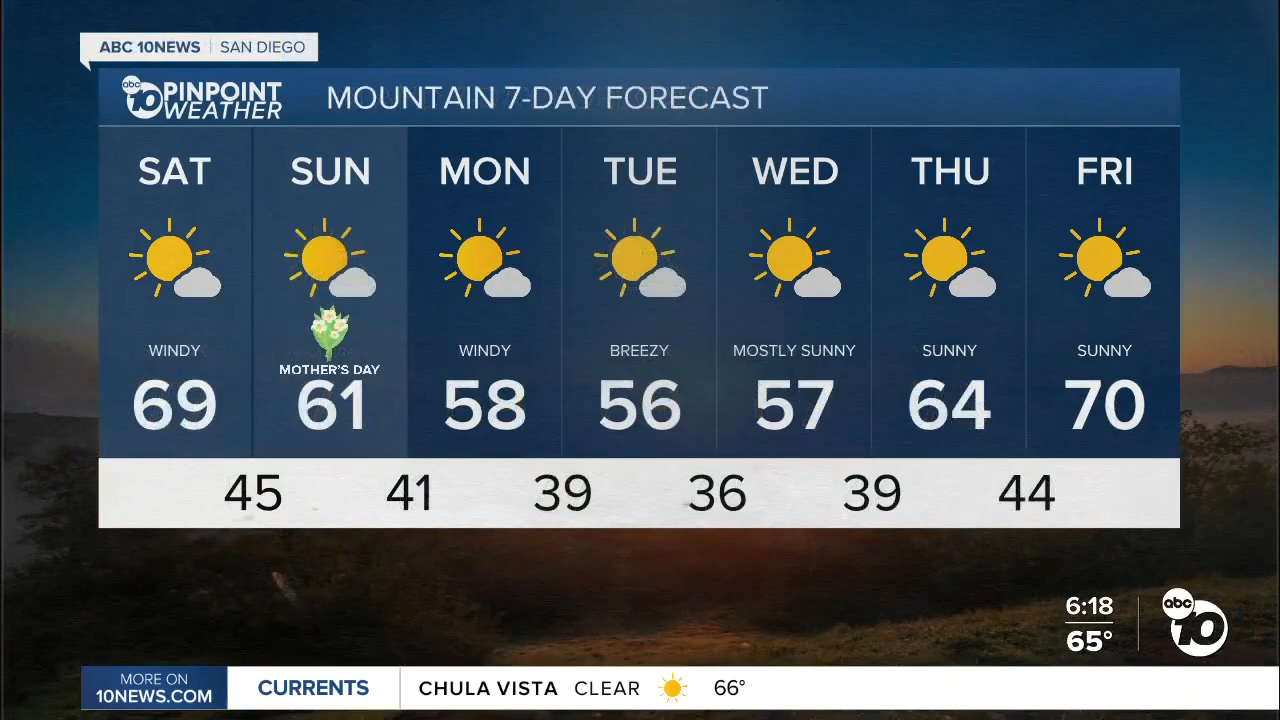 ABC 10NEWS | SAN DIEGO
abc 10 PINPOINT WEATHER
MOUNTAIN 7-DAY FORECAST
SAT SUN MON TUE WED THU FRI
WINDY WINDY BREEZY MOSTLY SUNNY SUNNY SUNNY
MOTHER'S DAY
69 61 58 56 57 64 70
45 41 39 36 39 44
6:18
65°
abc 10
MORE ON
10NEWS.COM
CURRENTS
CHULA VISTA CLEAR 66°